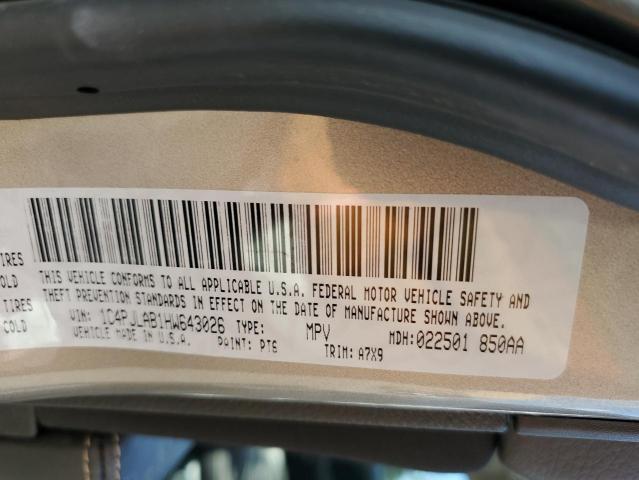 IRES
OLD
TIRES
COLD
THIS VEHICLE CONFORMS TO ALL APPLICABLE U.S.A. FEDERAL MOTOR VEHICLE SAFETY AND
THEFT PREVENTION STANDARDS IN EFFECT ON THE DATE OF MANUFACTURE SHOWN ABOVE.
VIN: 1C4PJLAB1HW643026 TYPE: MPV MDH:022501 850AA
VEHICLE MADE IN U.S.A. PAINT: PTG TRIM: A7X9